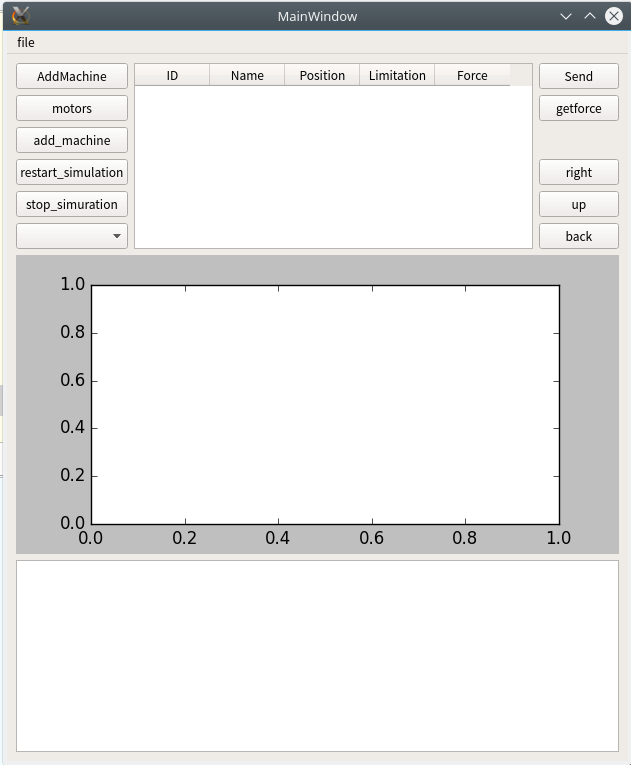 MainWindow
file
AddMachine
motors
add_machine
restart_simulation
stop_simuration
ID Name Position Limitation Force
Send
getforce
right
up
back
1.0
0.8
0.6
0.4
0.2
0.0
0.0 0.2 0.4 0.6 0.8 1.0